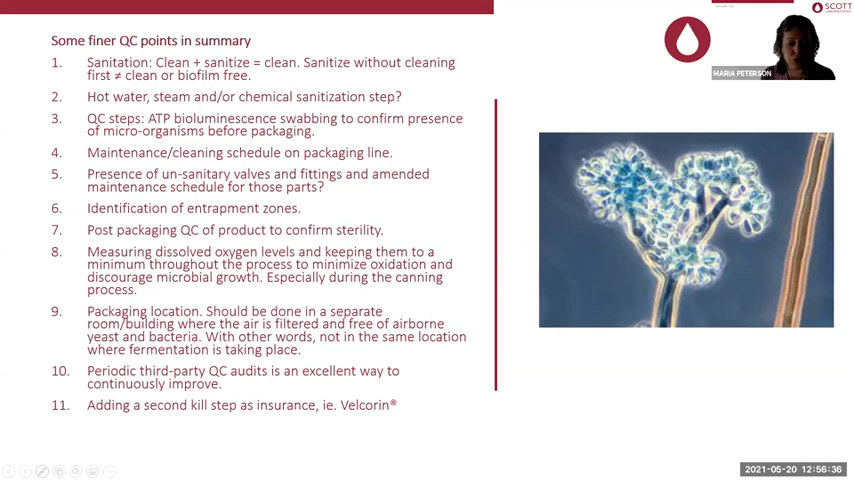 SCOTT
LABORATORIES
MARIA PETERSON
Some finer QC points in summary
1. Sanitation: Clean + sanitize = clean. Sanitize without cleaning
first ≠ clean or biofilm free.
2. Hot water, steam and/or chemical sanitization step?
3. QC steps: ATP bioluminescence swabbing to confirm presence
of micro-organisms before packaging.
4. Maintenance/cleaning schedule on packaging line.
5. Presence of un-sanitary valves and fittings and amended
maintenance schedule for those parts?
6. Identification of entrapment zones.
7. Post packaging QC of product to confirm sterility.
8. Measuring dissolved oxygen levels and keeping them to a
minimum throughout the process to minimize oxidation and
discourage microbial growth. Especially during the canning
process.
9. Packaging location. Should be done in a separate
room/building where the air is filtered and free of airborne
yeast and bacteria. With other words, not in the same location
where fermentation is taking place.
10. Periodic third-party QC audits is an excellent way to
continuously improve.
11. Adding a second kill step as insurance, ie. Velcorin®
2021-05-20 12:56:36